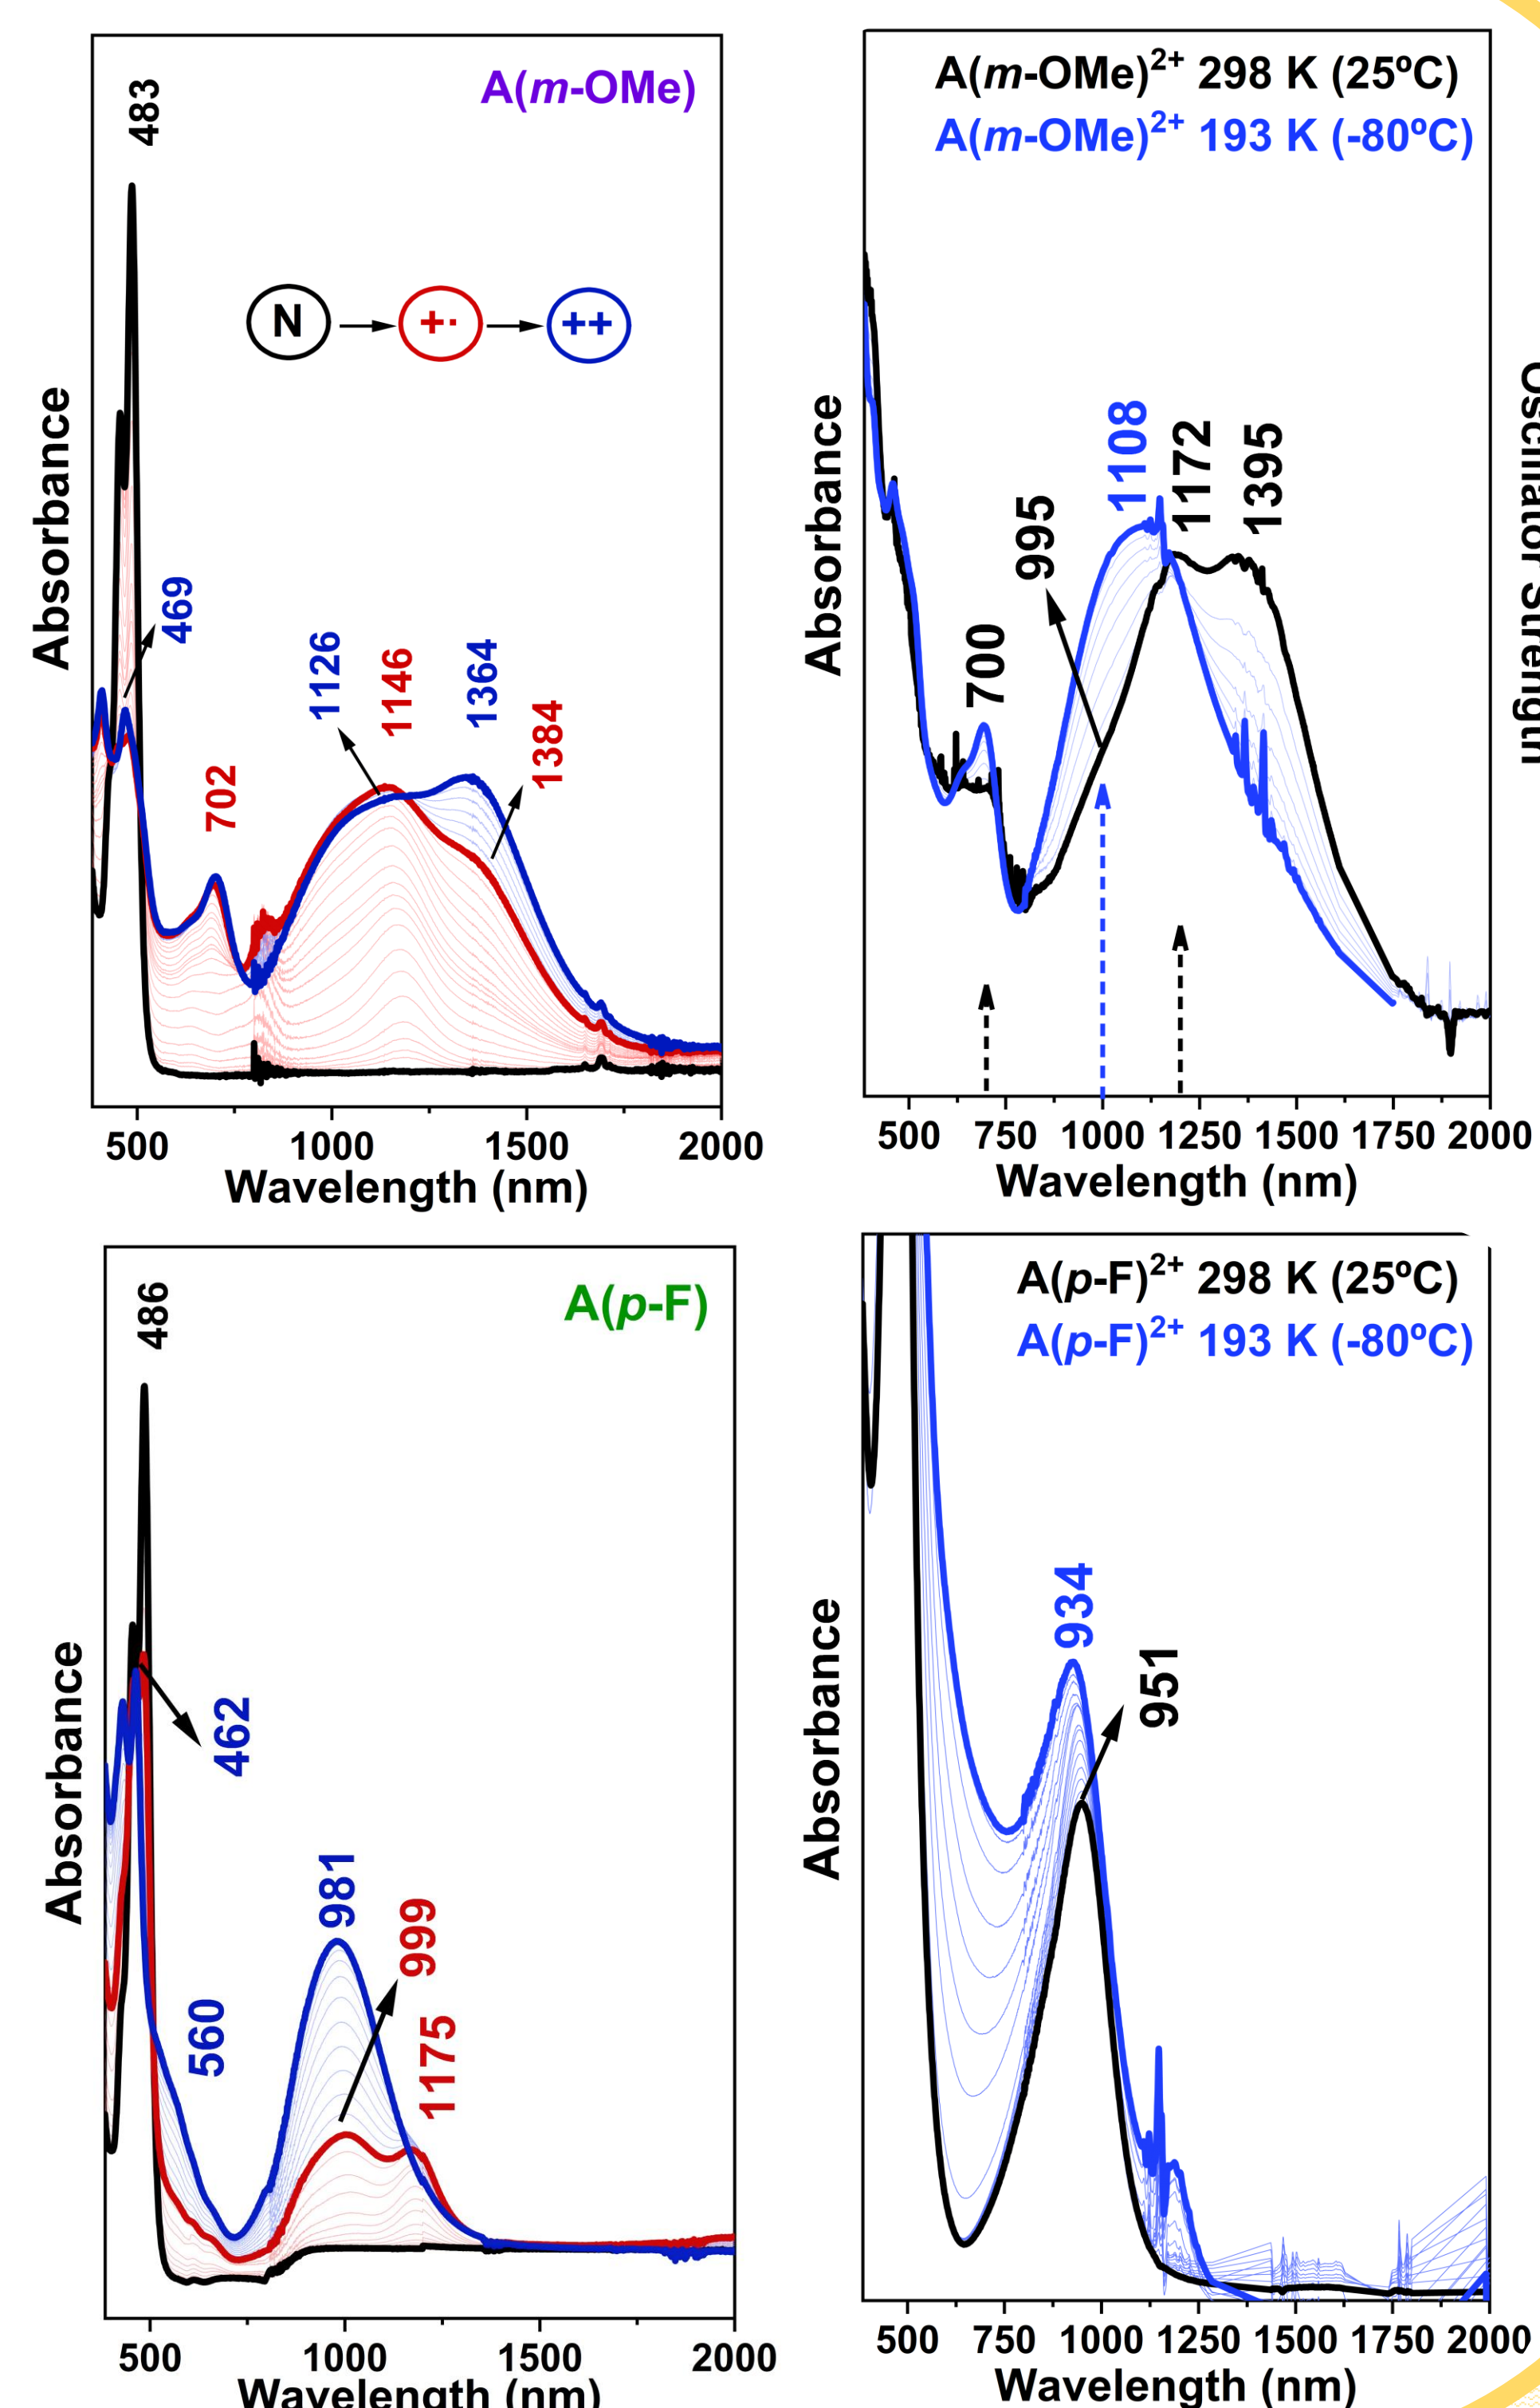 A(m-OMe)
483
469
702
1126
1146
1364
1384
N
+·
++
Absorbance
500 1000 1500 2000
Wavelength (nm)
A(m-OMe)²⁺ 298 K (25ºC)
A(m-OMe)²⁺ 193 K (-80ºC)
700
995
1108
1172
1395
Absorbance
500 750 1000 1250 1500 1750 2000
Wavelength (nm)
Oscillator Strength
A(p-F)
486
462
560
981
999
1175
Absorbance
500 1000 1500 2000
Wavelength (nm)
A(p-F)²⁺ 298 K (25ºC)
A(p-F)²⁺ 193 K (-80ºC)
934
951
Absorbance
500 750 1000 1250 1500 1750 2000
Wavelength (nm)